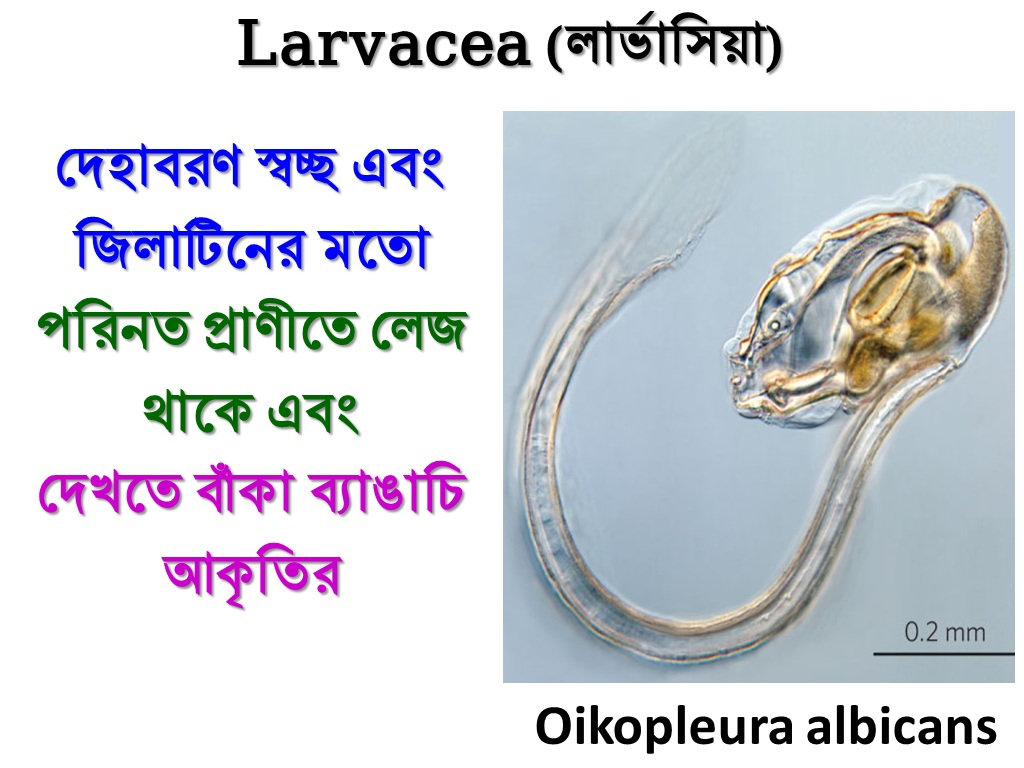 Larvacea (লার্ভাসিয়া)
দেহাবরণ স্বচ্ছ এবং
জিলাটিনের মতো
পরিনত প্রাণীতে লেজ
থাকে এবং
দেখতে বাঁকা ব্যাঙাচি
আকৃতির
0.2 mm
Oikopleura albicans